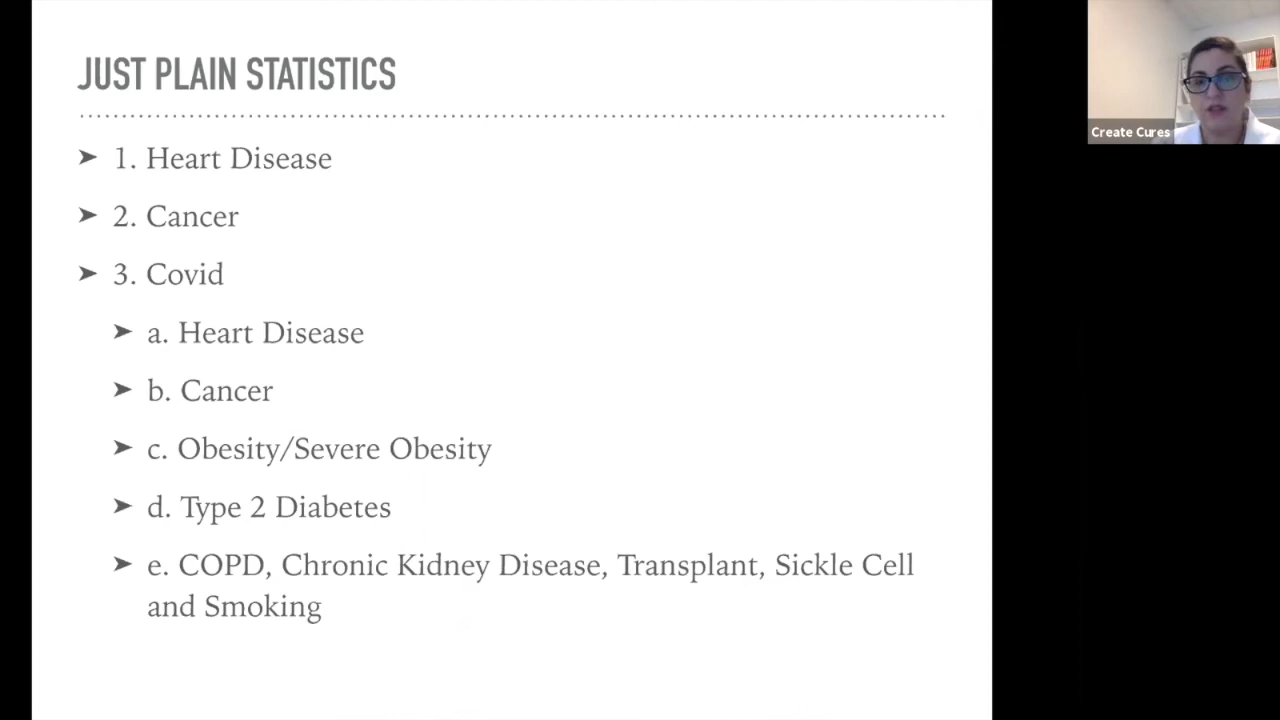 JUST PLAIN STATISTICS
➤ 1. Heart Disease
➤ 2. Cancer
➤ 3. Covid
➤ a. Heart Disease
➤ b. Cancer
➤ c. Obesity/Severe Obesity
➤ d. Type 2 Diabetes
➤ e. COPD, Chronic Kidney Disease, Transplant, Sickle Cell
and Smoking
Create Cures